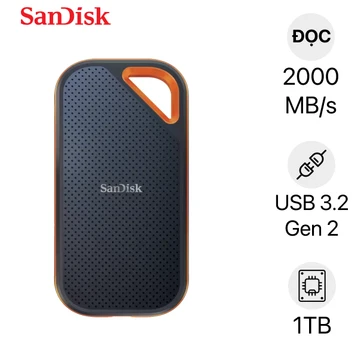 SanDisk
ĐỌC
2000
MB/s
SanDisk
USB 3.2
Gen 2
1TB